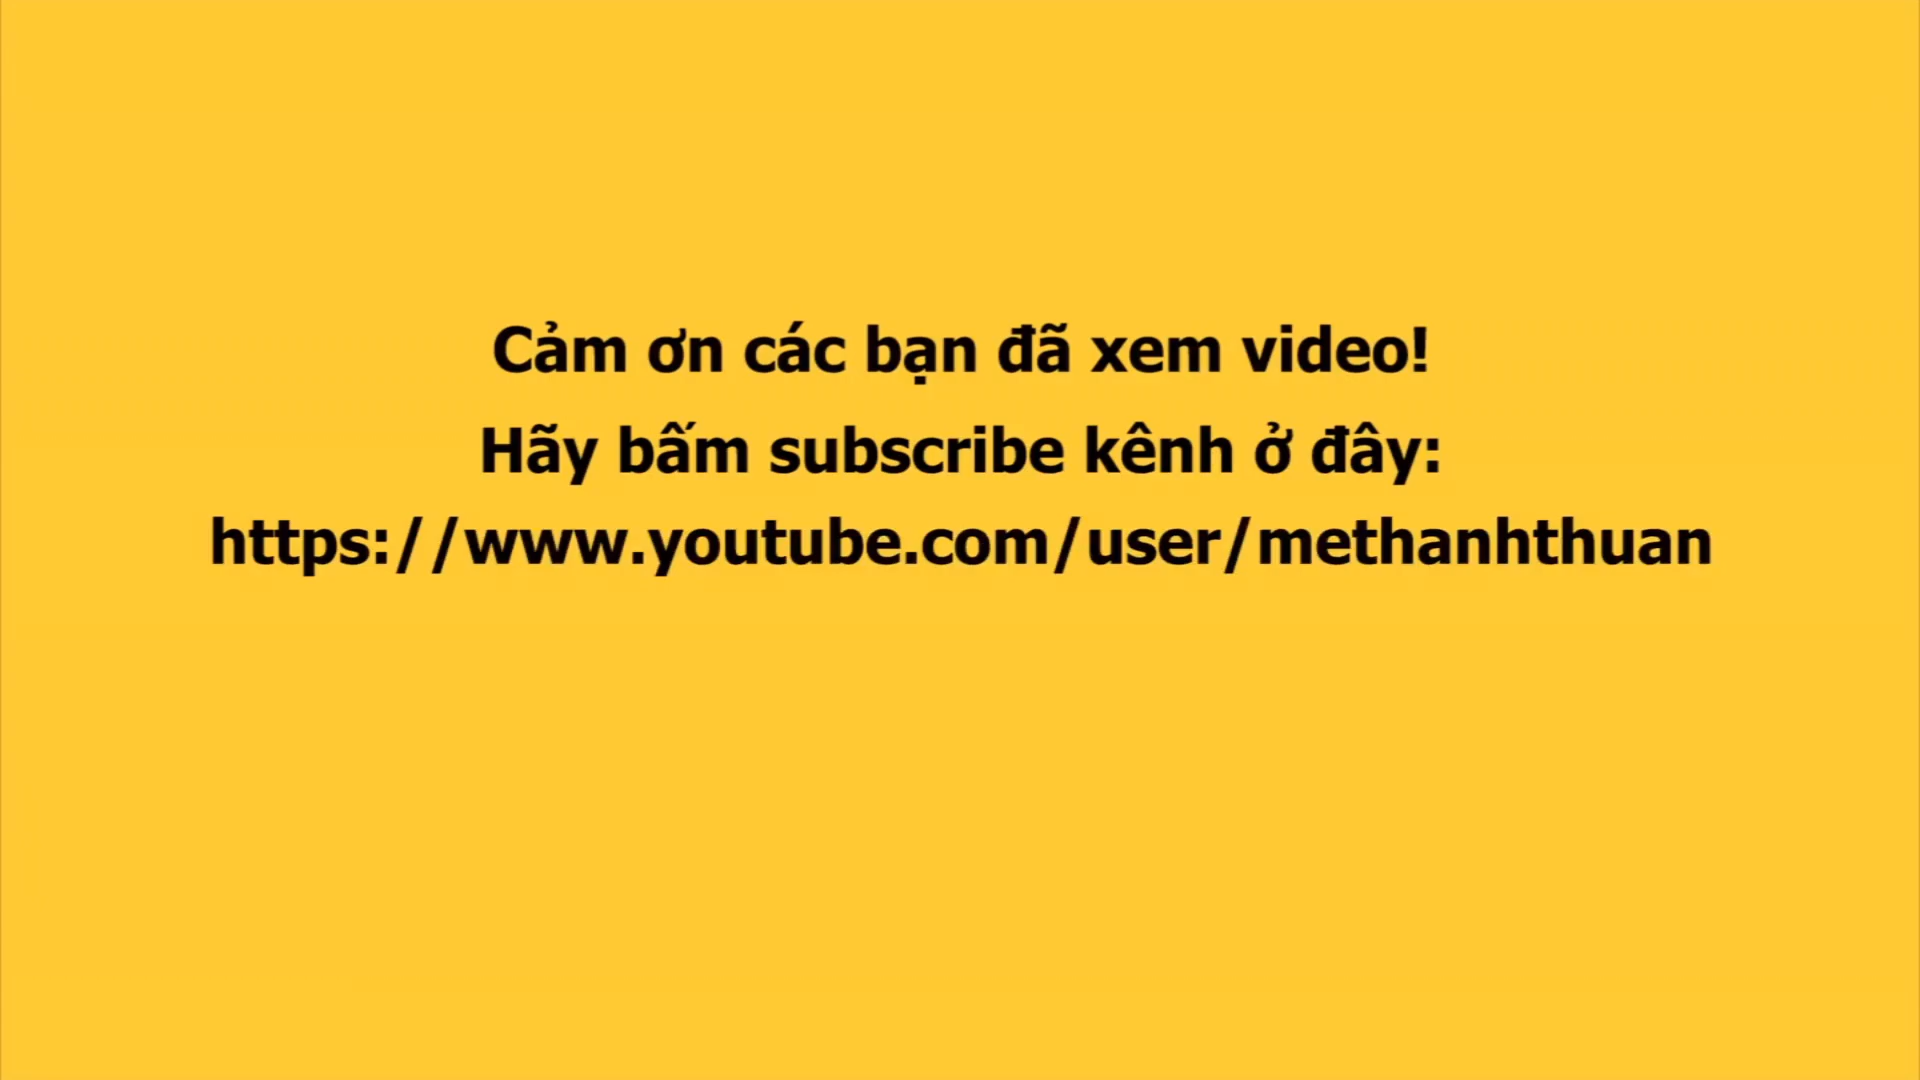 Cảm ơn các bạn đã xem video!
Hãy bấm subscribe kênh ở đây:
https://www.youtube.com/user/methanhthuan